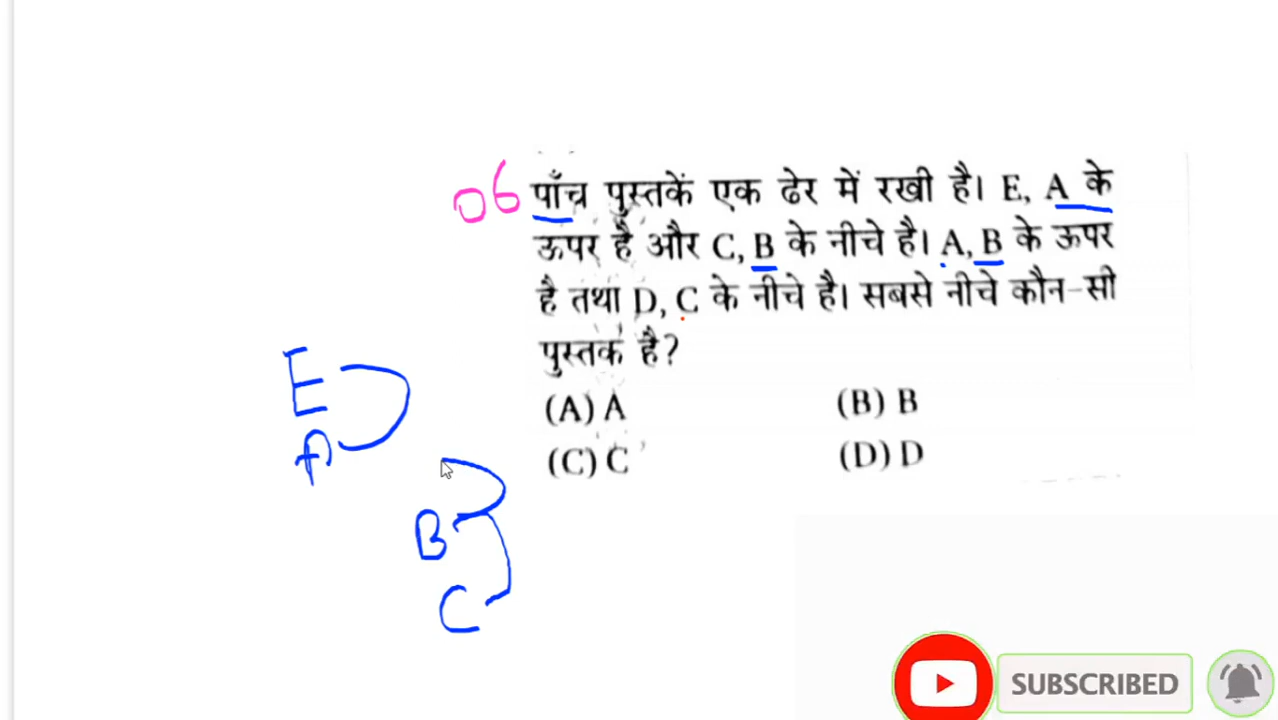 06 पाँच पुस्तकें एक ढेर में रखी है। E, A के
ऊपर है और C, B के नीचे है। A, B के ऊपर
है तथा D, C के नीचे है। सबसे नीचे कौन-सी
पुस्तक है?
(A) A (B) B
(C) C (D) D
E
A
B
C
SUBSCRIBED